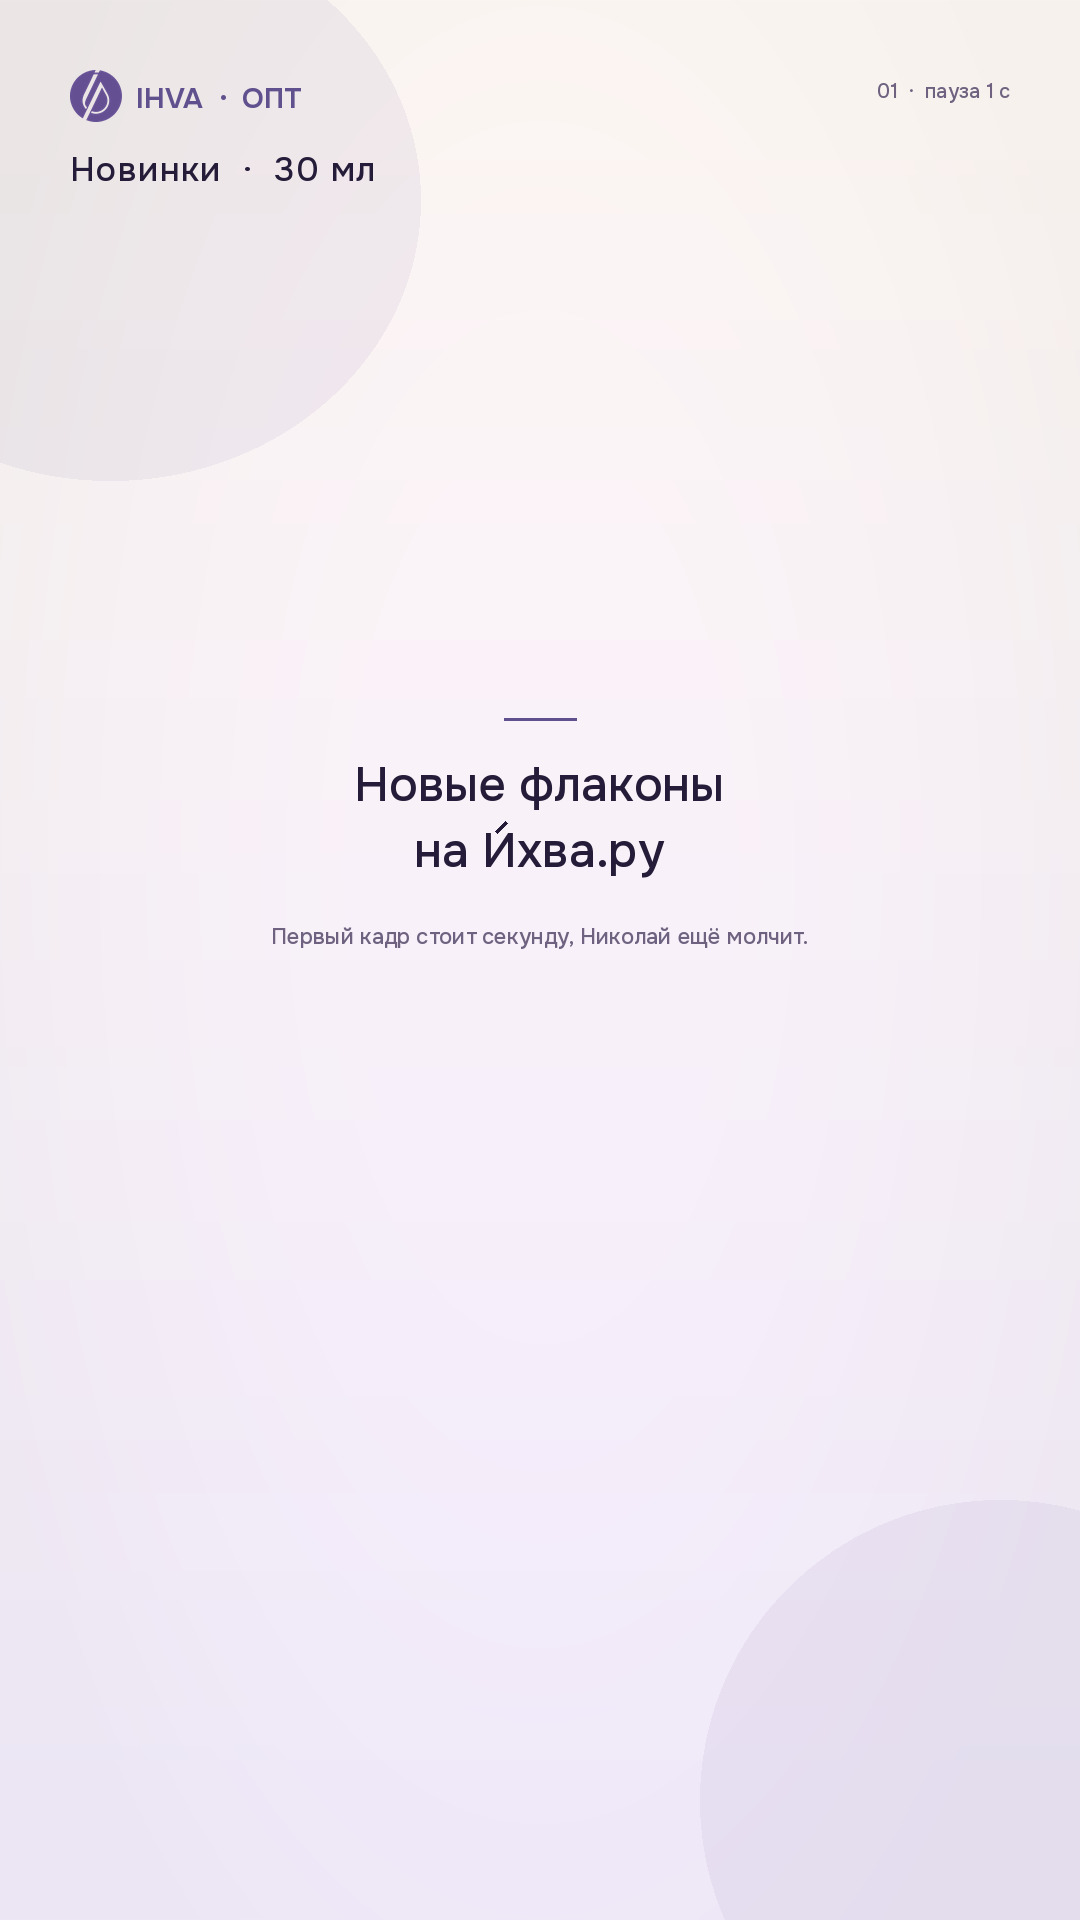 IHVA · ОПТ
01 · пауза 1 с
Новинки · 30 мл
Новые флаконы
на И́хва.ру
Первый кадр стоит секунду, Николай ещё молчит.